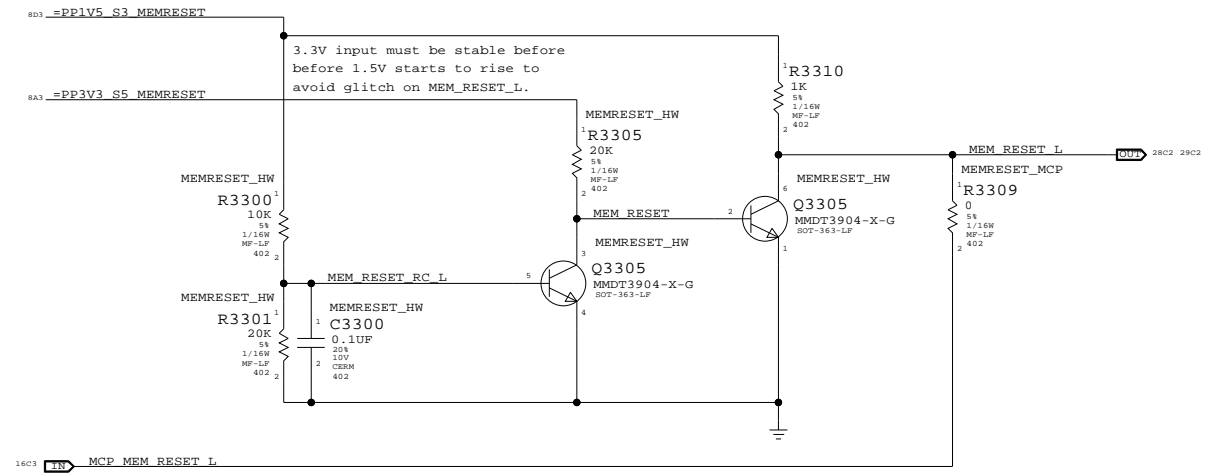 8D3 =PP1V5_S3_MEMRESET
3.3V input must be stable before
before 1.5V starts to rise to
avoid glitch on MEM_RESET_L.
8A3 =PP3V3_S5_MEMRESET
1 R3310
1K
5%
1/16W
MF-LF
402
2
MEMRESET_HW
1 R3305
20K
5%
1/16W
MF-LF
402
2
MEM_RESET_L
OUT 28C2 29C2
MEMRESET_MCP
1 R3309
0
5%
1/16W
MF-LF
402
2
MEMRESET_HW
R3300 1
10K
5%
1/16W
MF-LF
402
2
MEMRESET_HW
6
Q3305
MMDT3904-X-G
SOT-363-LF
2
1
MEM_RESET
MEMRESET_HW
3
Q3305
MMDT3904-X-G
SOT-363-LF
5
4
MEM_RESET_RC_L
MEMRESET_HW
R3301 1
20K
5%
1/16W
MF-LF
402
2
MEMRESET_HW
1 C3300
0.1UF
20%
10V
CERM
402
2
16C3 IN MCP_MEM_RESET_L